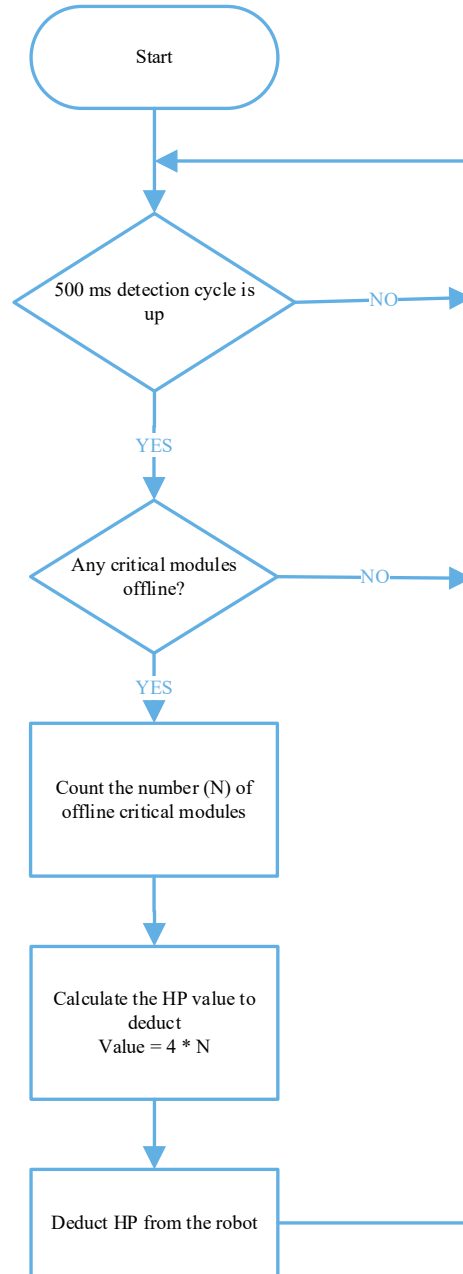 Start
500 ms detection cycle is
up
NO
YES
Any critical modules
offline?
NO
YES
Count the number (N) of
offline critical modules
Calculate the HP value to
deduct
Value = 4 * N
Deduct HP from the robot